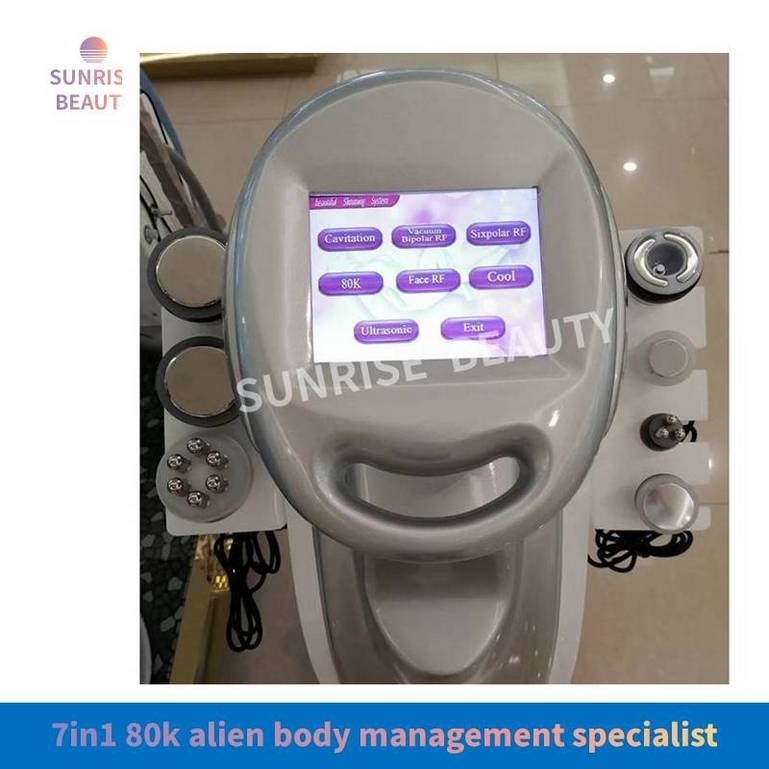 SUNRIS
BEAUT
Beautiful Slimming System
Cavitation
Vacuum
Bipolar RF
Sixpolar RF
80K
Face RF
Cool
Ultrasonic
Exit
SUNRISE BEAUTY
7in1 80k alien body management specialist